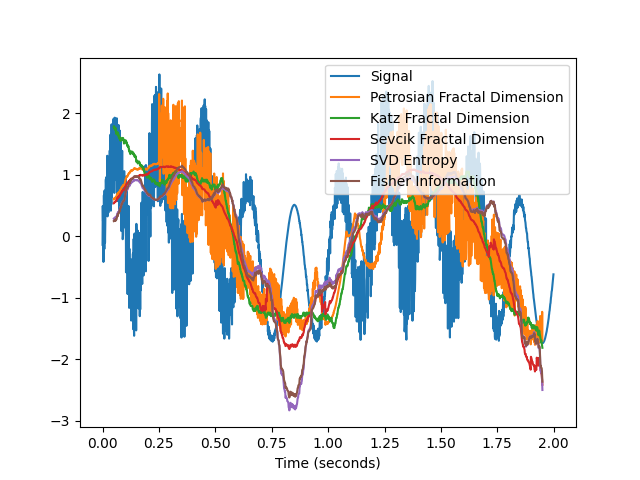 Signal
Petrosian Fractal Dimension
Katz Fractal Dimension
Sevcik Fractal Dimension
SVD Entropy
Fisher Information
2
1
0
−1
−2
−3
0.00 0.25 0.50 0.75 1.00 1.25 1.50 1.75 2.00
Time (seconds)